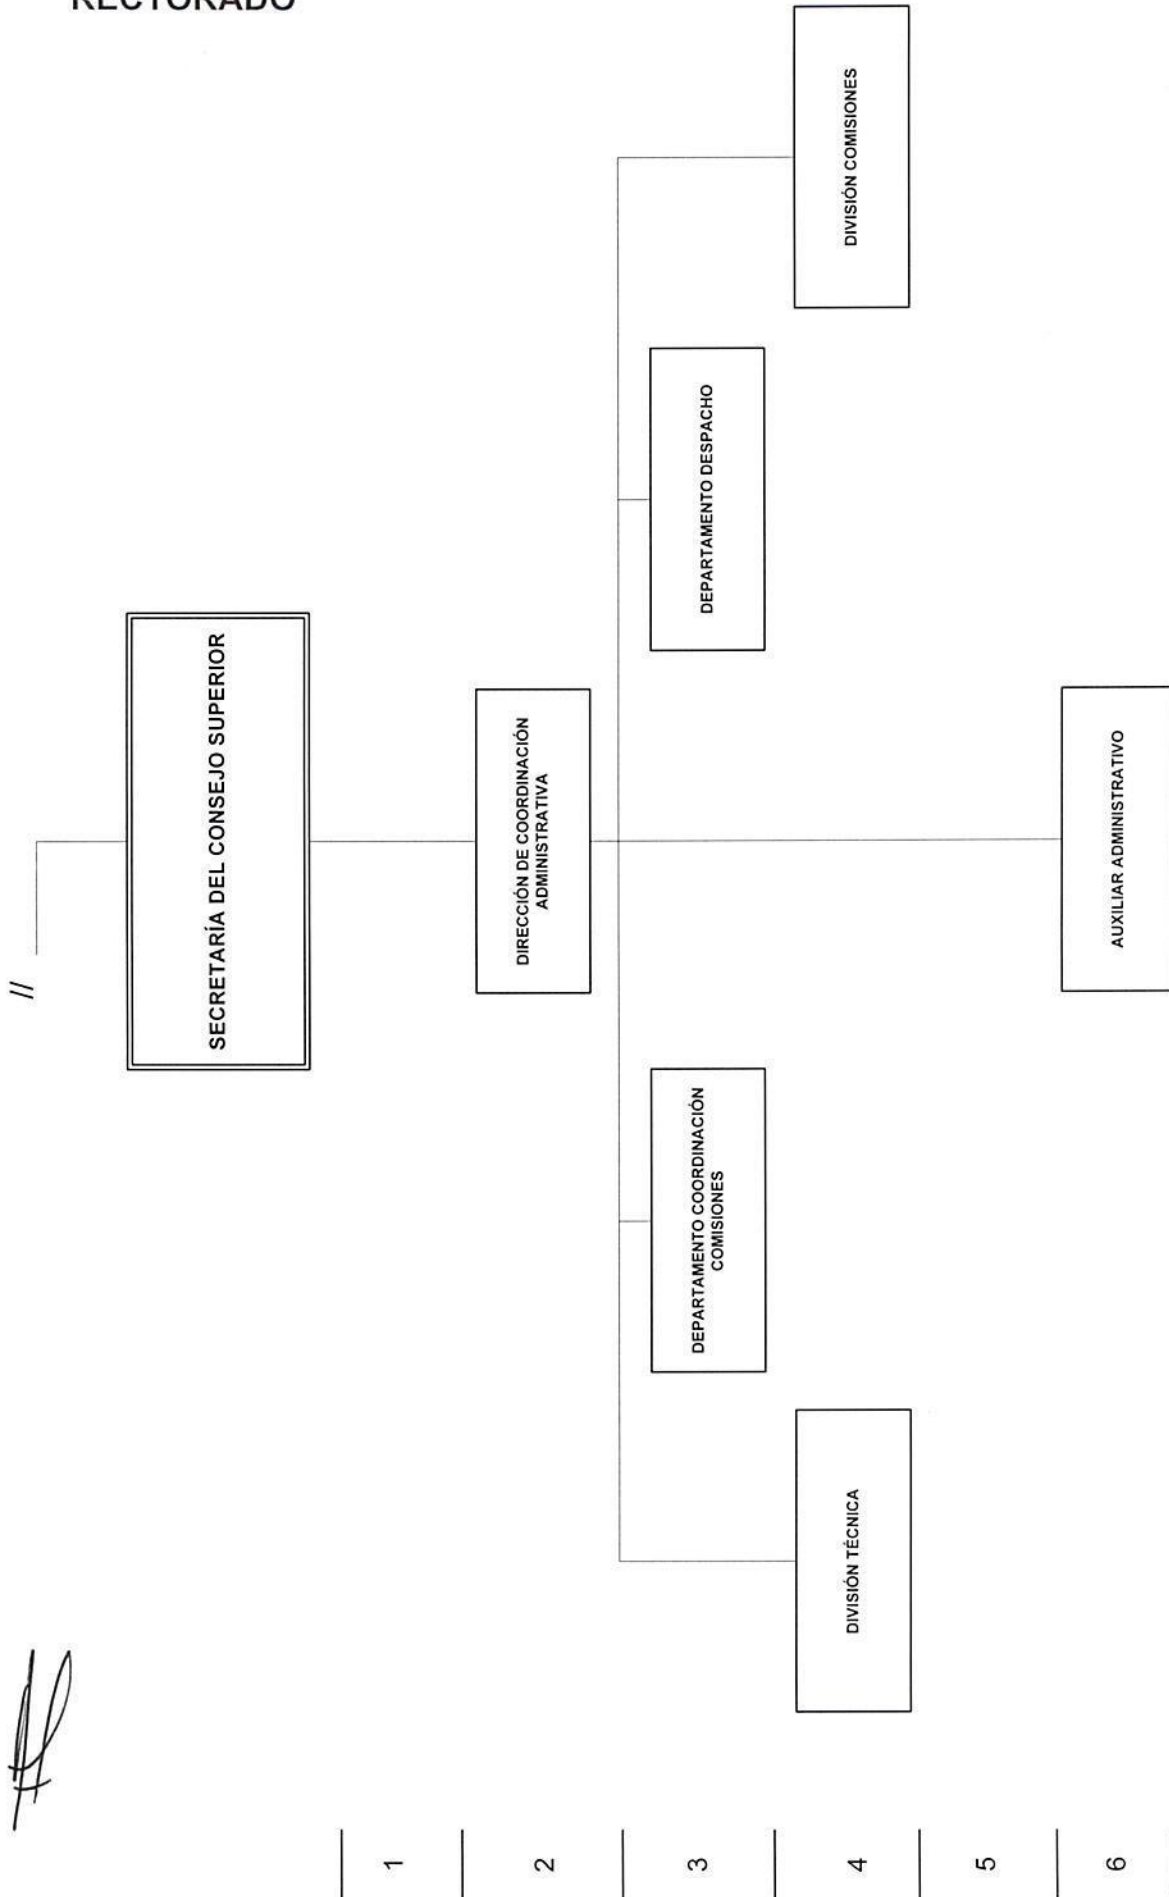 RECTORADO
//
SECRETARÍA DEL CONSEJO SUPERIOR
1
DIRECCIÓN DE COORDINACIÓN
ADMINISTRATIVA
2
DEPARTAMENTO COORDINACIÓN
COMISIONES
DEPARTAMENTO DESPACHO
3
DIVISIÓN TÉCNICA
DIVISIÓN COMISIONES
4
5
AUXILIAR ADMINISTRATIVO
6